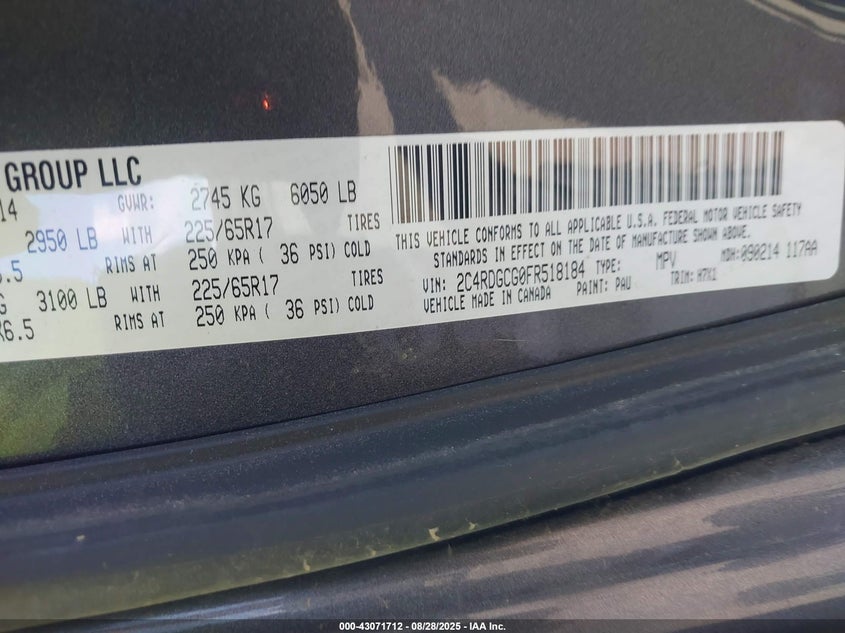 GROUP LLC
14 GVWR: 2745 KG 6050 LB
2950 LB WITH 225/65R17 TIRES
6.5 RIMS AT 250 KPA ( 36 PSI) COLD
G 3100 LB WITH 225/65R17 TIRES
X6.5 RIMS AT 250 KPA ( 36 PSI) COLD
THIS VEHICLE CONFORMS TO ALL APPLICABLE U.S.A. FEDERAL MOTOR VEHICLE SAFETY
STANDARDS IN EFFECT ON THE DATE OF MANUFACTURE SHOWN ABOVE.
VIN: 2C4RDGCG0FR518184 TYPE: MPV MDH:090214 117AA
VEHICLE MADE IN CANADA PAINT: PAU TRIM: H7X1
000-43071712 - 08/28/2025 - IAA Inc.